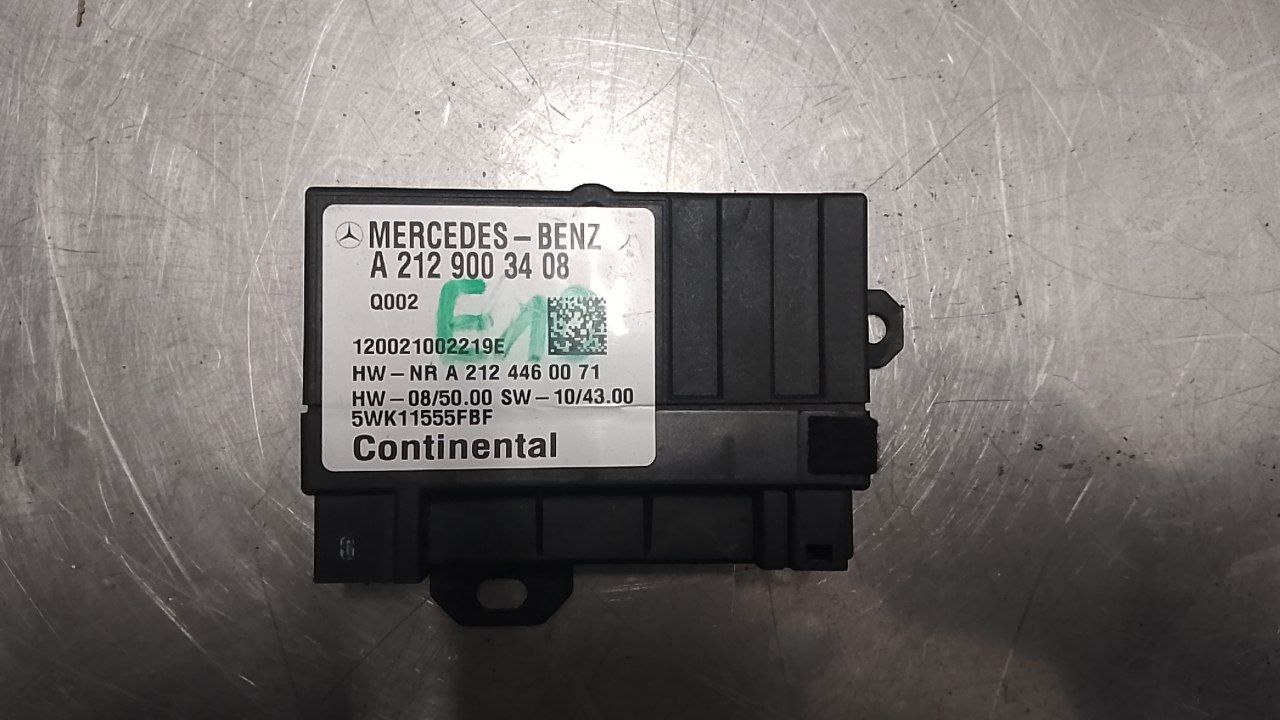 MERCEDES-BENZ
A 212 900 34 08
Q002
120021002219E
HW-NR A 212 446 00 71
HW-08/50.00 SW-10/43.00
5WK11555FBF
Continental